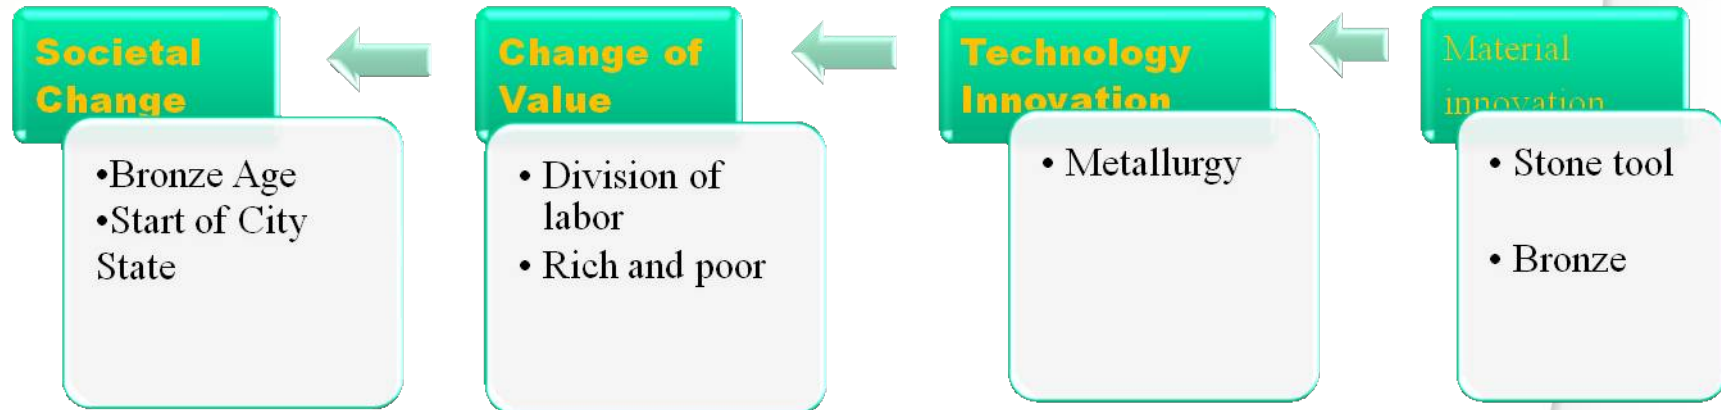 Societal
Change
•Bronze Age
•Start of City
State
Change of
Value
• Division of
labor
• Rich and poor
Technology
Innovation
• Metallurgy
Material
innovation
• Stone tool
• Bronze